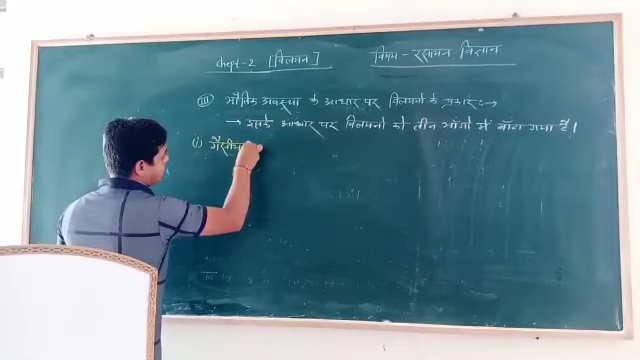 Chapt-2 [विलयन]
विषय - रसायन विज्ञान
(III) भौतिक अवस्था के आधार पर विलयनों के प्रकार :→
→ इसके आधार पर विलयनों को तीन भागों में बाँटा गया है।
(i) गैसीय